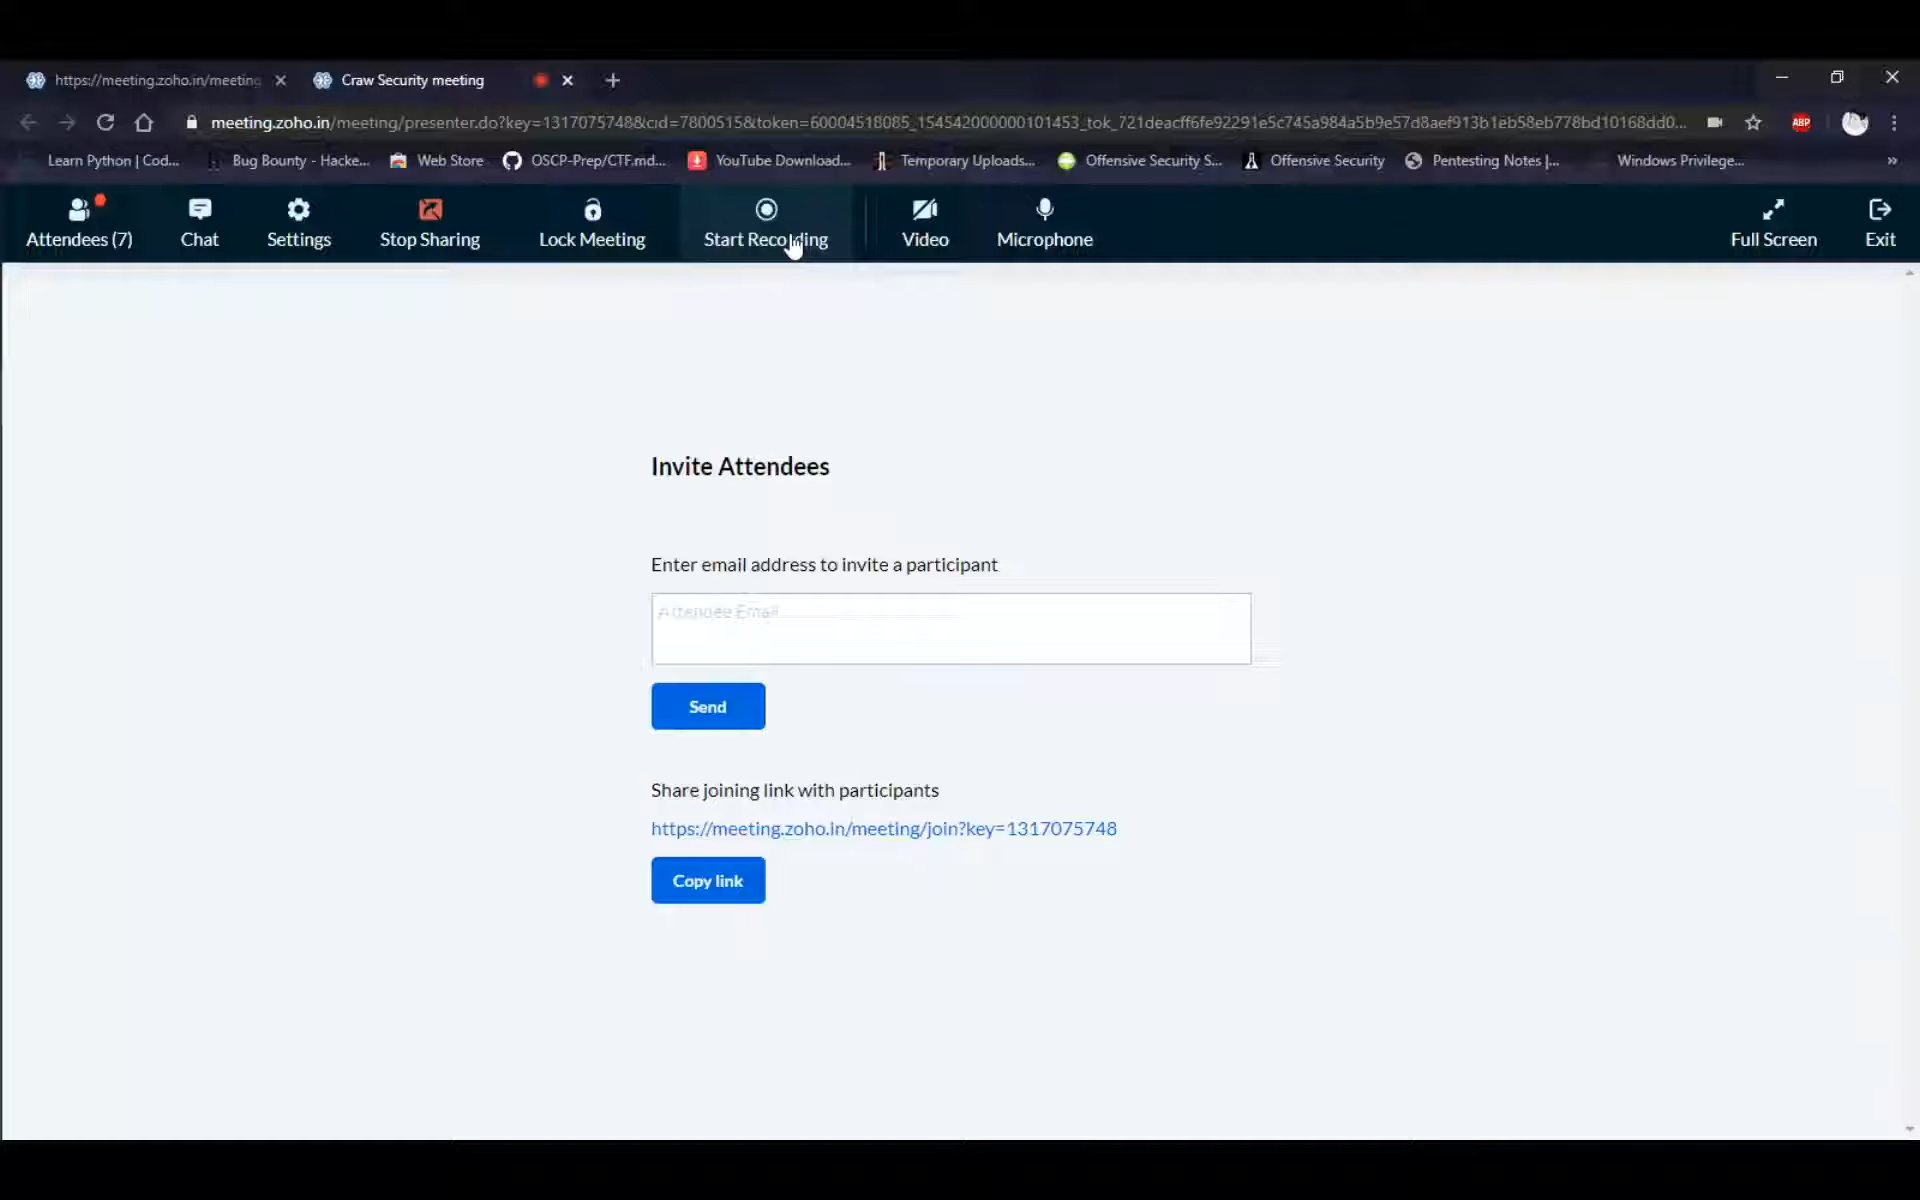 https://meeting.zoho.in/meeting
Craw Security meeting
meeting.zoho.in/meeting/presenter.do?key=1317075748&cid=7800515&token=60004518085_154542000000101453_tok_721deacff6fe92291e5c745a984a5b9e57d8aef913b1eb58eb778bd10168dd0...
Learn Python | Cod... Bug Bounty - Hacke... Web Store OSCP-Prep/CTF.md... YouTube Download... Temporary Uploads... Offensive Security S... Offensive Security Pentesting Notes |... Windows Privilege... »
ABP
Attendees (7) Chat Settings Stop Sharing Lock Meeting Start Recording Video Microphone Full Screen Exit
Invite Attendees
Enter email address to invite a participant
Attendee Email
Send
Share joining link with participants
https://meeting.zoho.in/meeting/join?key=1317075748
Copy link